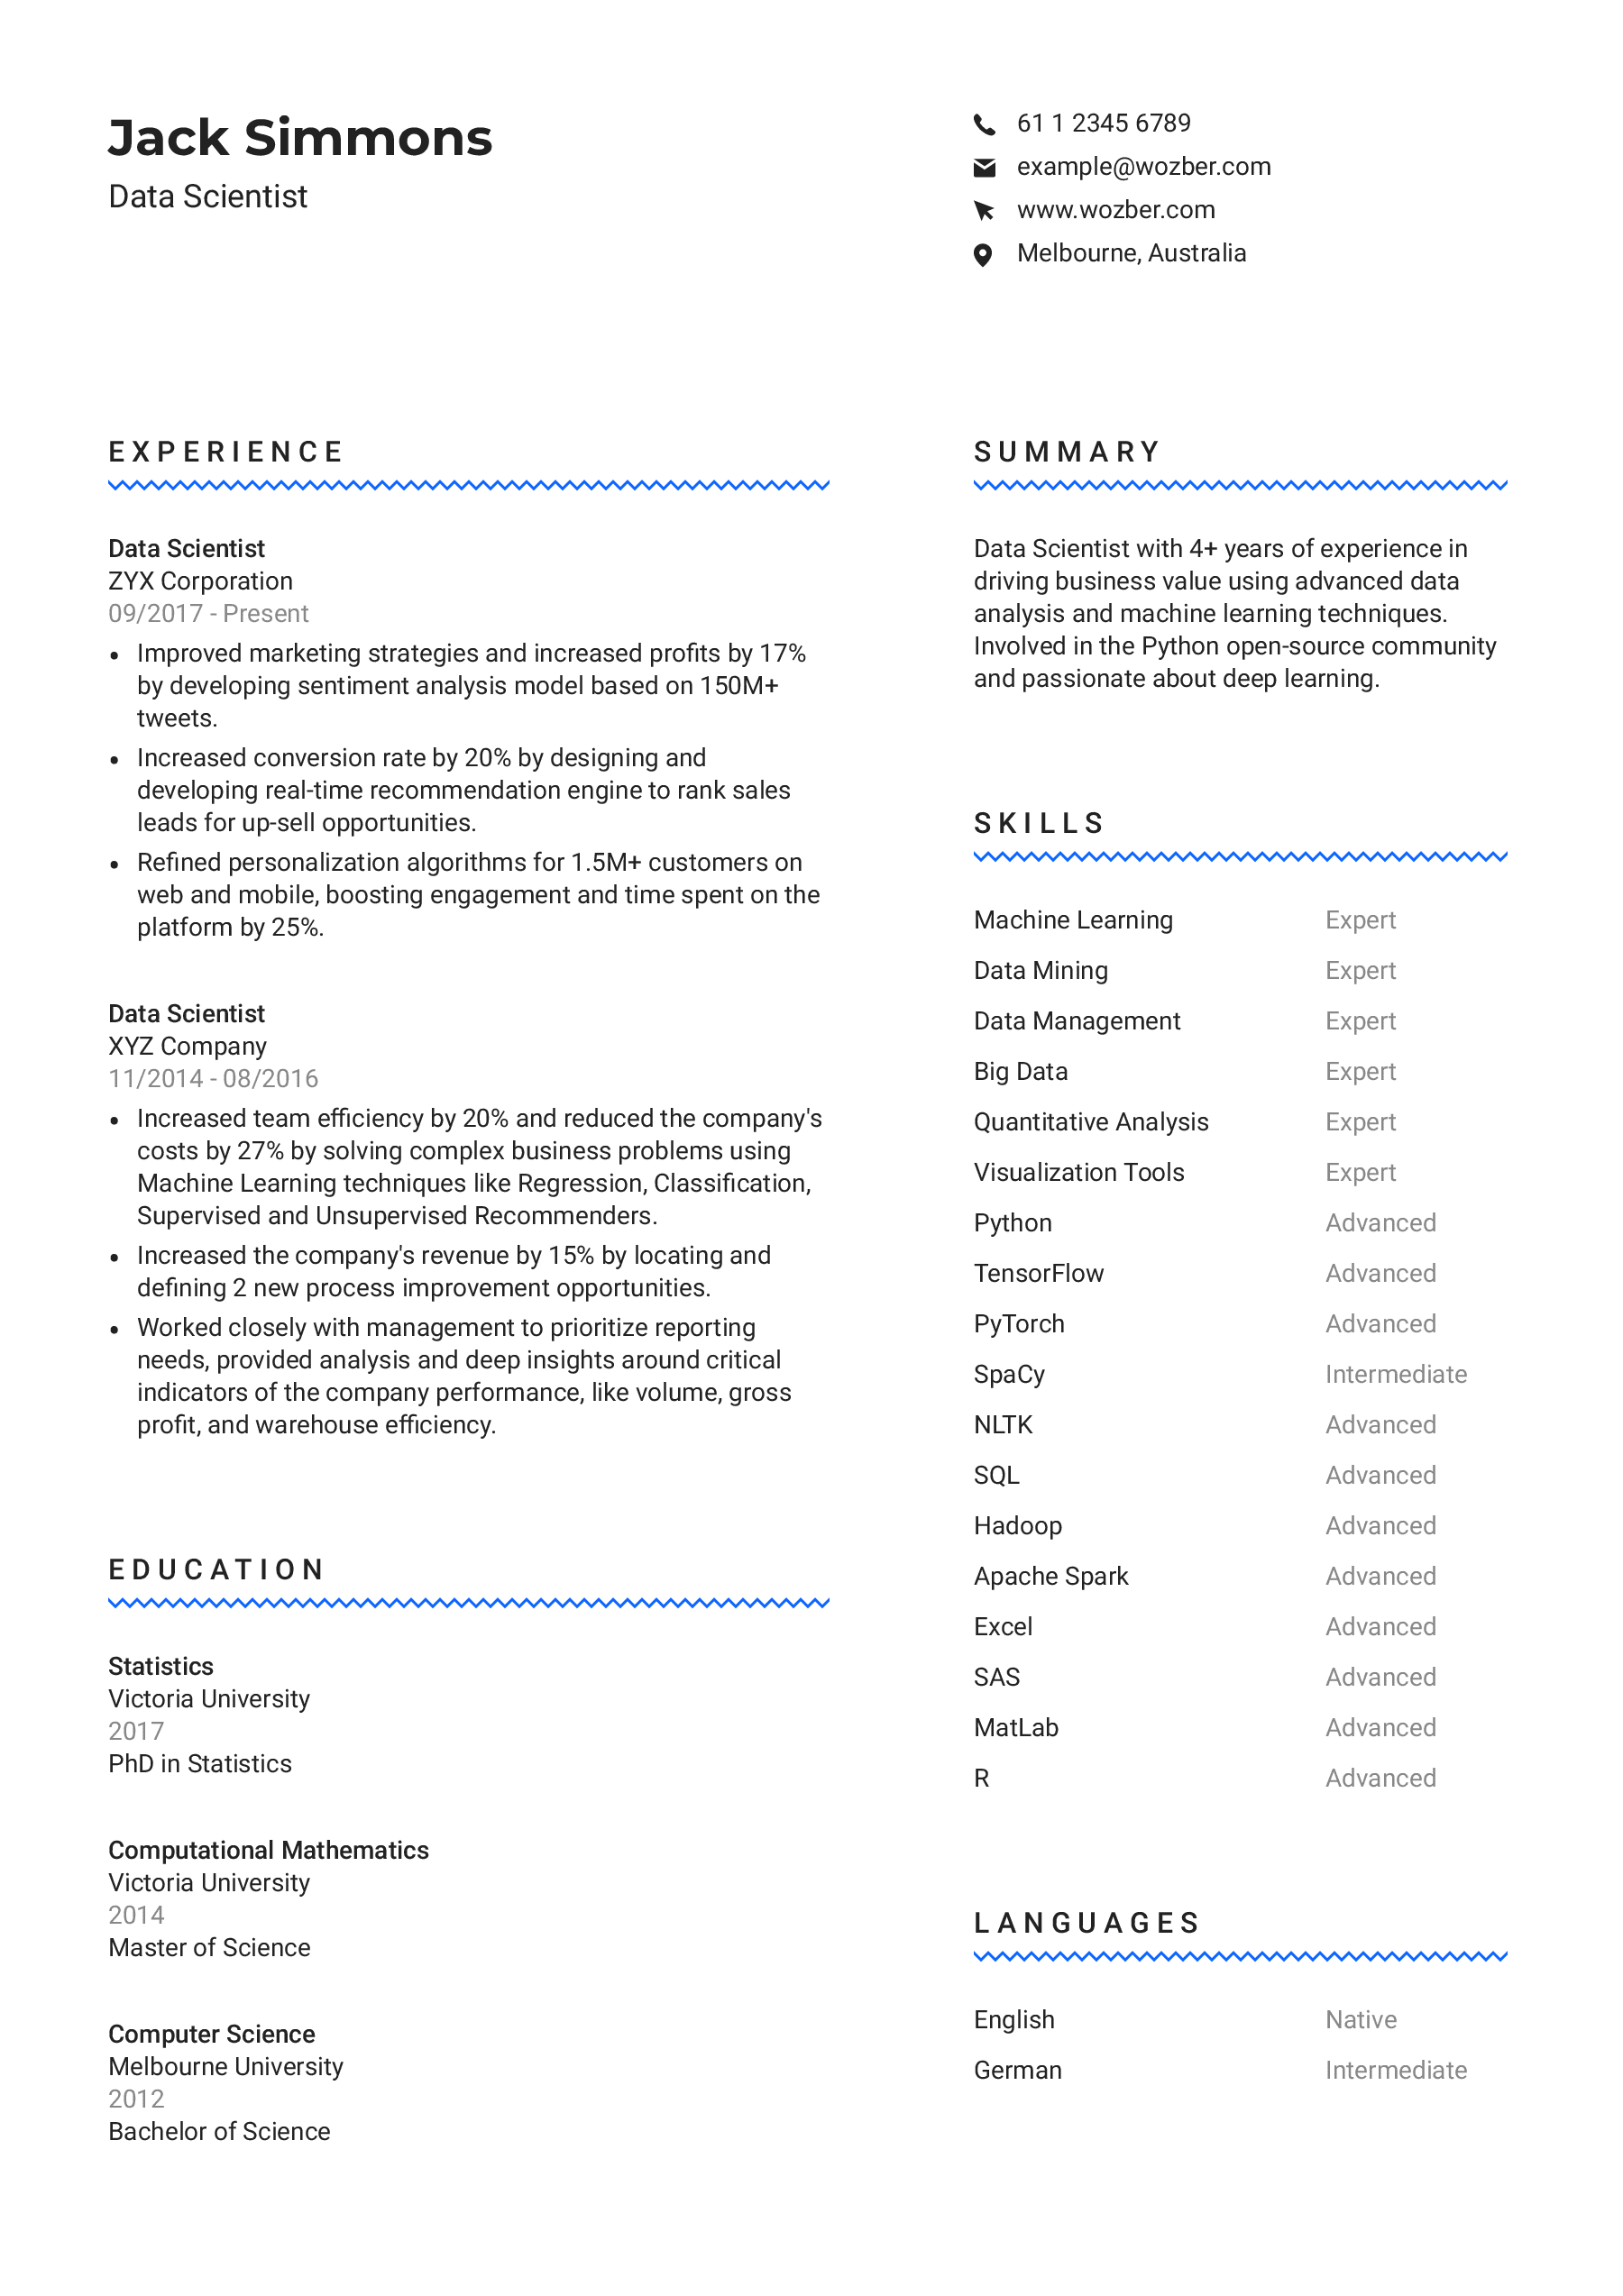 Jack Simmons
Data Scientist
61 1 2345 6789
example@wozber.com
www.wozber.com
Melbourne, Australia
EXPERIENCE
Data Scientist
ZYX Corporation
09/2017 - Present
• Improved marketing strategies and increased profits by 17%
by developing sentiment analysis model based on 150M+
tweets.
• Increased conversion rate by 20% by designing and
developing real-time recommendation engine to rank sales
leads for up-sell opportunities.
• Refined personalization algorithms for 1.5M+ customers on
web and mobile, boosting engagement and time spent on the
platform by 25%.
Data Scientist
XYZ Company
11/2014 - 08/2016
• Increased team efficiency by 20% and reduced the company's
costs by 27% by solving complex business problems using
Machine Learning techniques like Regression, Classification,
Supervised and Unsupervised Recommenders.
• Increased the company's revenue by 15% by locating and
defining 2 new process improvement opportunities.
• Worked closely with management to prioritize reporting
needs, provided analysis and deep insights around critical
indicators of the company performance, like volume, gross
profit, and warehouse efficiency.
EDUCATION
Statistics
Victoria University
2017
PhD in Statistics
Computational Mathematics
Victoria University
2014
Master of Science
Computer Science
Melbourne University
2012
Bachelor of Science
SUMMARY
Data Scientist with 4+ years of experience in
driving business value using advanced data
analysis and machine learning techniques.
Involved in the Python open-source community
and passionate about deep learning.
SKILLS
Machine Learning Expert
Data Mining Expert
Data Management Expert
Big Data Expert
Quantitative Analysis Expert
Visualization Tools Expert
Python Advanced
TensorFlow Advanced
PyTorch Advanced
SpaCy Intermediate
NLTK Advanced
SQL Advanced
Hadoop Advanced
Apache Spark Advanced
Excel Advanced
SAS Advanced
MatLab Advanced
R Advanced
LANGUAGES
English Native
German Intermediate